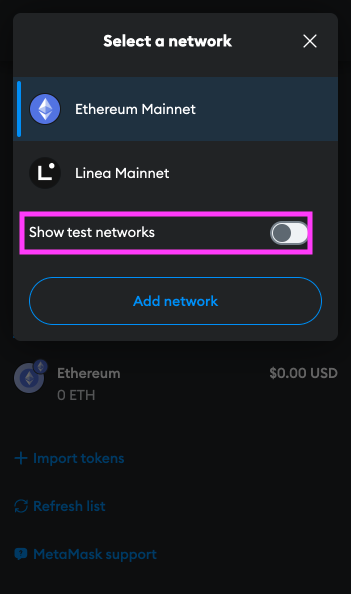 Select a network
Ethereum Mainnet
Linea Mainnet
Show test networks
Add network
Ethereum $0.00 USD
0 ETH
Import tokens
Refresh list
MetaMask support